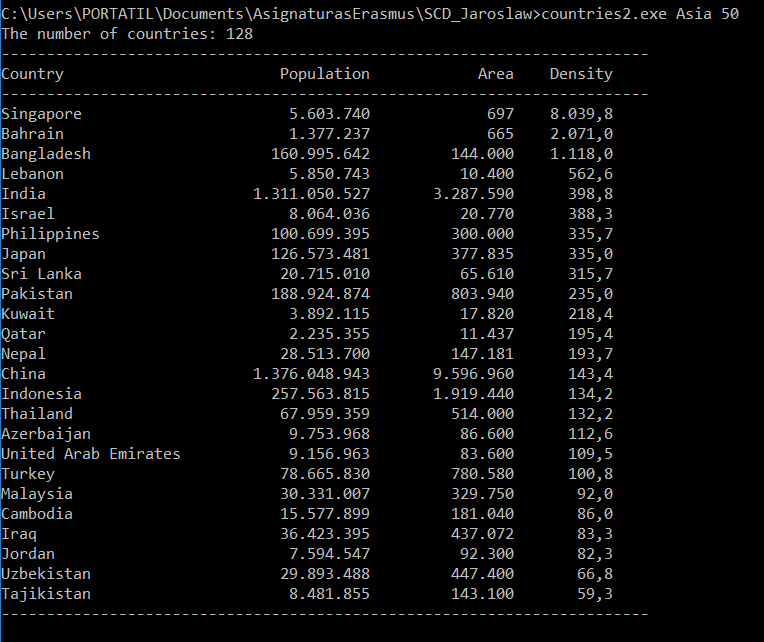 C:\Users\PORTATIL\Documents\AsignaturasErasmus\SCD_Jaroslaw>countries2.exe Asia 50
The number of countries: 128
------------------------------------------------------------------------
Country                        Population            Area    Density
------------------------------------------------------------------------
Singapore                       5.603.740             697    8.039,8
Bahrain                         1.377.237             665    2.071,0
Bangladesh                    160.995.642         144.000    1.118,0
Lebanon                         5.850.743          10.400      562,6
India                       1.311.050.527       3.287.590      398,8
Israel                          8.064.036          20.770      388,3
Philippines                   100.699.395         300.000      335,7
Japan                         126.573.481         377.835      335,0
Sri Lanka                      20.715.010          65.610      315,7
Pakistan                      188.924.874         803.940      235,0
Kuwait                          3.892.115          17.820      218,4
Qatar                           2.235.355          11.437      195,4
Nepal                          28.513.700         147.181      193,7
China                       1.376.048.943       9.596.960      143,4
Indonesia                     257.563.815       1.919.440      134,2
Thailand                       67.959.359         514.000      132,2
Azerbaijan                      9.753.968          86.600      112,6
United Arab Emirates            9.156.963          83.600      109,5
Turkey                         78.665.830         780.580      100,8
Malaysia                       30.331.007         329.750       92,0
Cambodia                       15.577.899         181.040       86,0
Iraq                           36.423.395         437.072       83,3
Jordan                          7.594.547          92.300       82,3
Uzbekistan                     29.893.488         447.400       66,8
Tajikistan                      8.481.855         143.100       59,3
------------------------------------------------------------------------